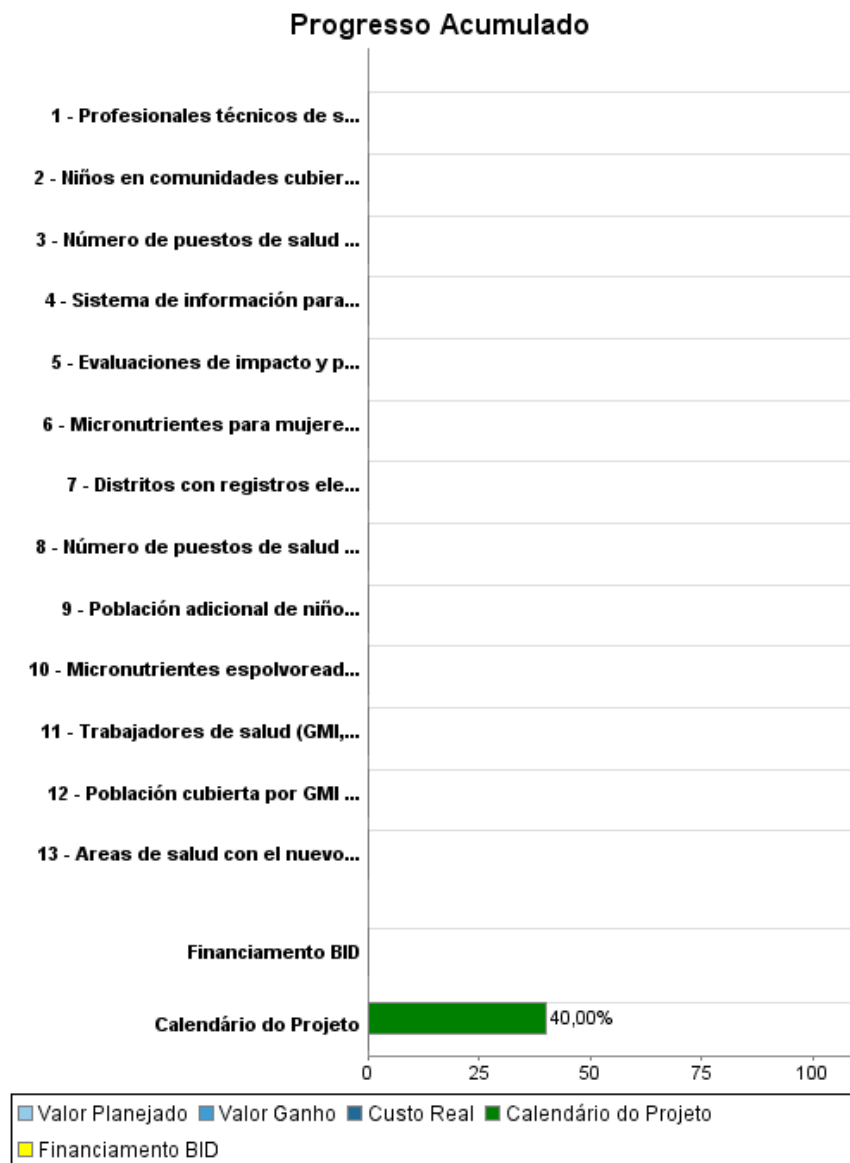 Progresso Acumulado
1 - Profesionales técnicos de s...
2 - Niños en comunidades cubier...
3 - Número de puestos de salud ...
4 - Sistema de información para...
5 - Evaluaciones de impacto y p...
6 - Micronutrientes para mujere...
7 - Distritos con registros ele...
8 - Número de puestos de salud ...
9 - Población adicional de niño...
10 - Micronutrientes espolvoread...
11 - Trabajadores de salud (GMI,...
12 - Población cubierta por GMI ...
13 - Areas de salud con el nuevo...
Financiamento BID
Calendário do Projeto 40,00%
0 25 50 75 100
Valor Planejado Valor Ganho Custo Real Calendário do Projeto
Financiamento BID